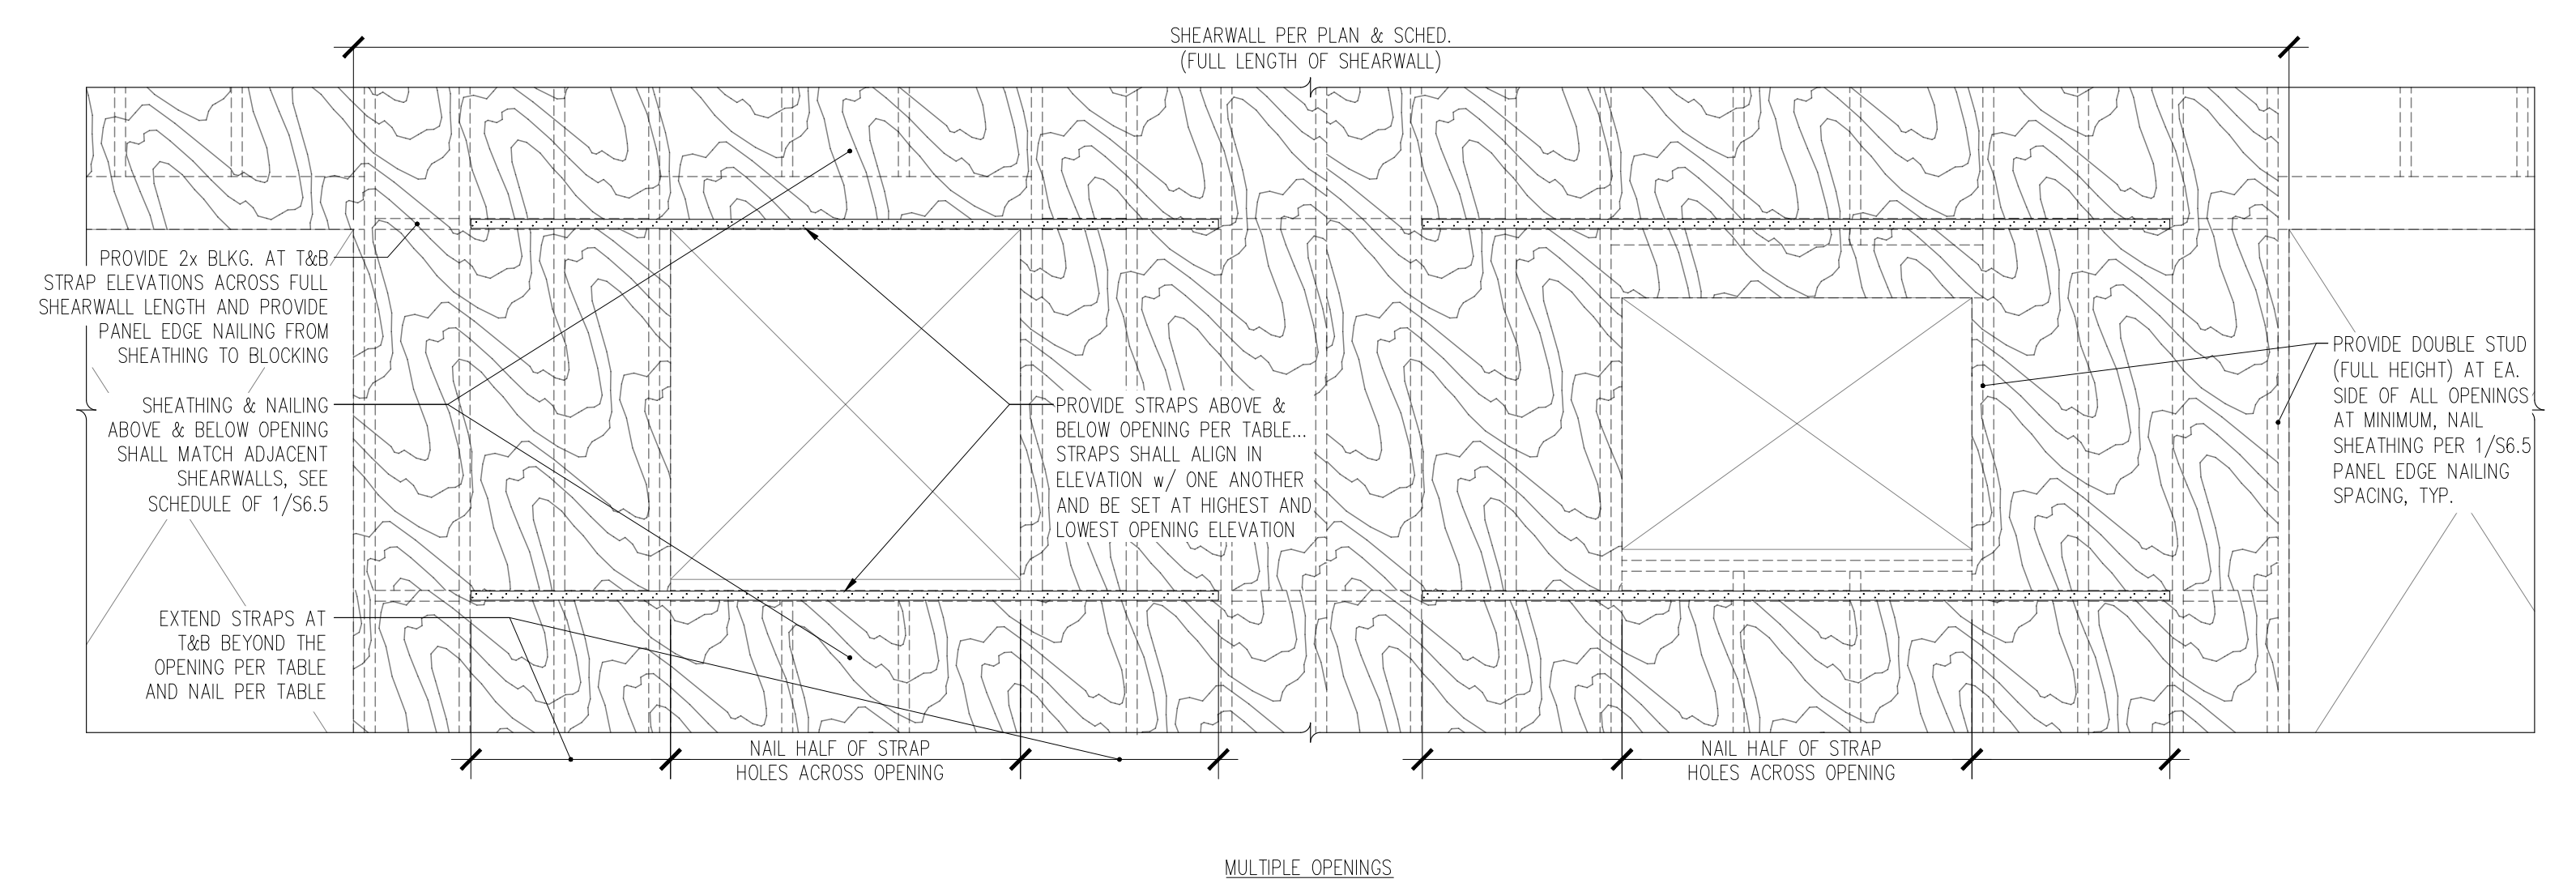 SHEARWALL PER PLAN & SCHED.
(FULL LENGTH OF SHEARWALL)
PROVIDE 2x BLKG. AT T&B
STRAP ELEVATIONS ACROSS FULL
SHEARWALL LENGTH AND PROVIDE
PANEL EDGE NAILING FROM
SHEATHING TO BLOCKING
SHEATHING & NAILING
ABOVE & BELOW OPENING
SHALL MATCH ADJACENT
SHEARWALLS, SEE
SCHEDULE OF 1/S6.5
EXTEND STRAPS AT
T&B BEYOND THE
OPENING PER TABLE
AND NAIL PER TABLE
PROVIDE STRAPS ABOVE &
BELOW OPENING PER TABLE...
STRAPS SHALL ALIGN IN
ELEVATION w/ ONE ANOTHER
AND BE SET AT HIGHEST AND
LOWEST OPENING ELEVATION
PROVIDE DOUBLE STUD
(FULL HEIGHT) AT EA.
SIDE OF ALL OPENINGS
AT MINIMUM, NAIL
SHEATHING PER 1/S6.5
PANEL EDGE NAILING
SPACING, TYP.
NAIL HALF OF STRAP
HOLES ACROSS OPENING
NAIL HALF OF STRAP
HOLES ACROSS OPENING
MULTIPLE OPENINGS